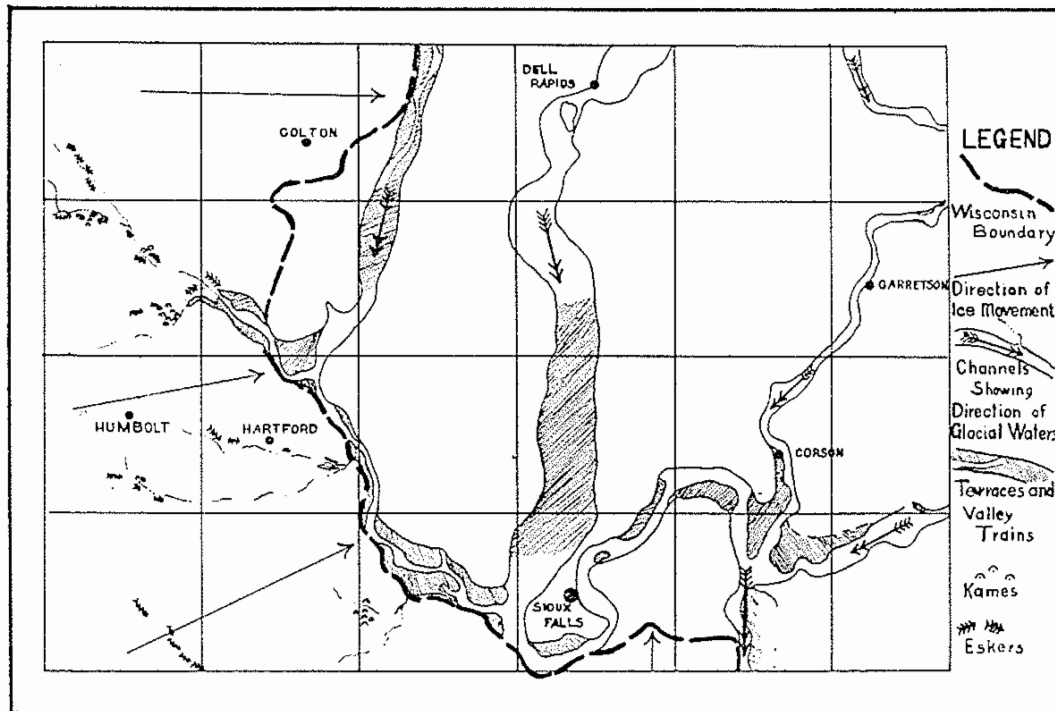 DELL
RAPIDS
COLTON
LEGEND
Wisconsin
Boundary
GARRETSON
Direction of
Ice Movement
Channels
Showing
Direction of
Glocial Waters
HUMBOLT
HARTFORD
CORSON
Terraces and
Valley
Trains
Kames
SIOUX
FALLS
Eskers